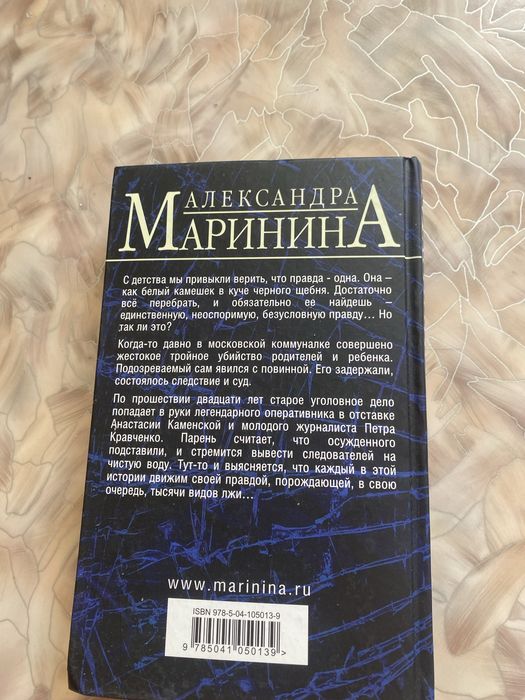 АЛЕКСАНДРА
МАРИНИНА
С детства мы привыкли верить, что правда - одна. Она –
как белый камешек в куче черного щебня. Достаточно
всё перебрать, и обязательно ее найдешь –
единственную, неоспоримую, безусловную правду... Но
так ли это?
Когда-то давно в московской коммуналке совершено
жестокое тройное убийство родителей и ребенка.
Подозреваемый сам явился с повинной. Его задержали,
состоялось следствие и суд.
По прошествии двадцати лет старое уголовное дело
попадает в руки легендарного оперативника в отставке
Анастасии Каменской и молодого журналиста Петра
Кравченко. Парень считает, что осужденного
подставили, и стремится вывести следователей на
чистую воду. Тут-то и выясняется, что каждый в этой
истории движим своей правдой, порождающей, в свою
очередь, тысячи видов лжи...
www.marinina.ru
ISBN 978-5-04-105013-9
9 785041 050139 >